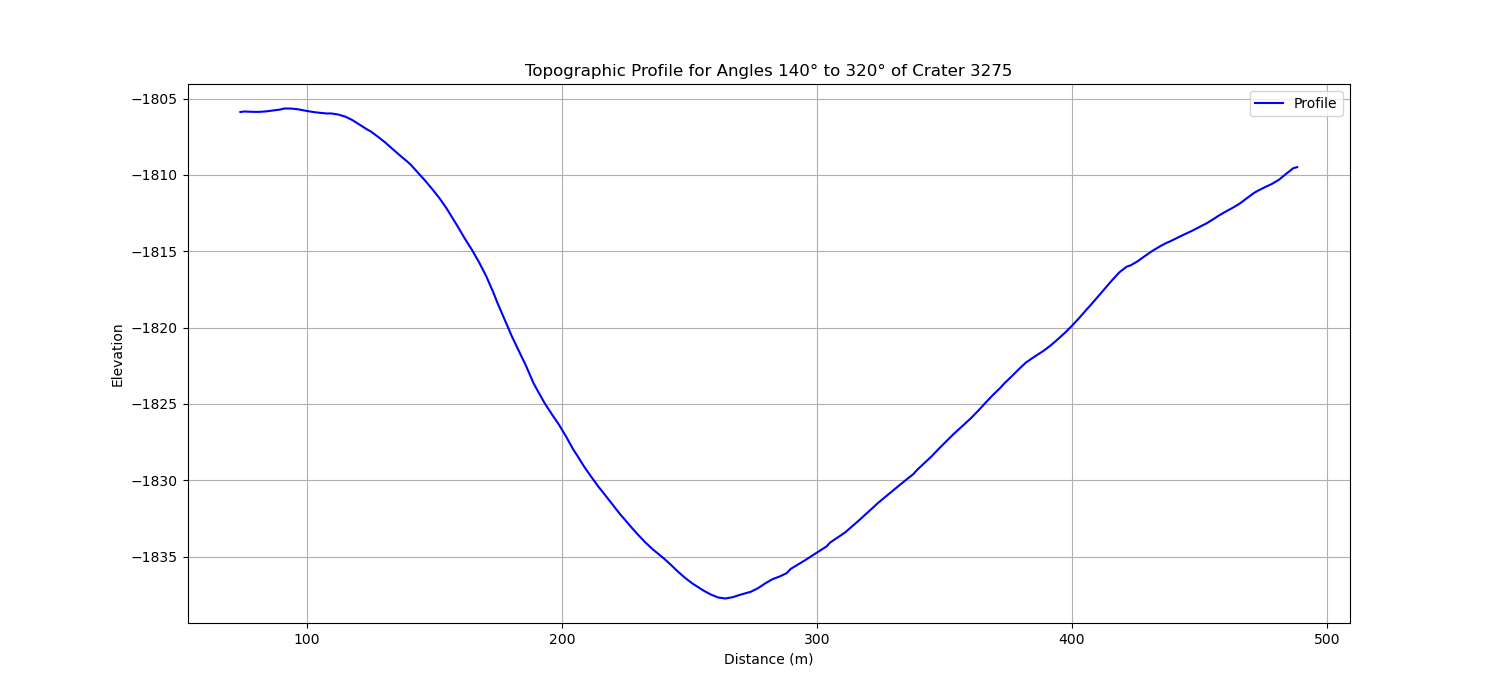 Topographic Profile for Angles 140° to 320° of Crater 3275
Profile
Elevation
−1805
−1810
−1815
−1820
−1825
−1830
−1835
100 200 300 400 500
Distance (m)